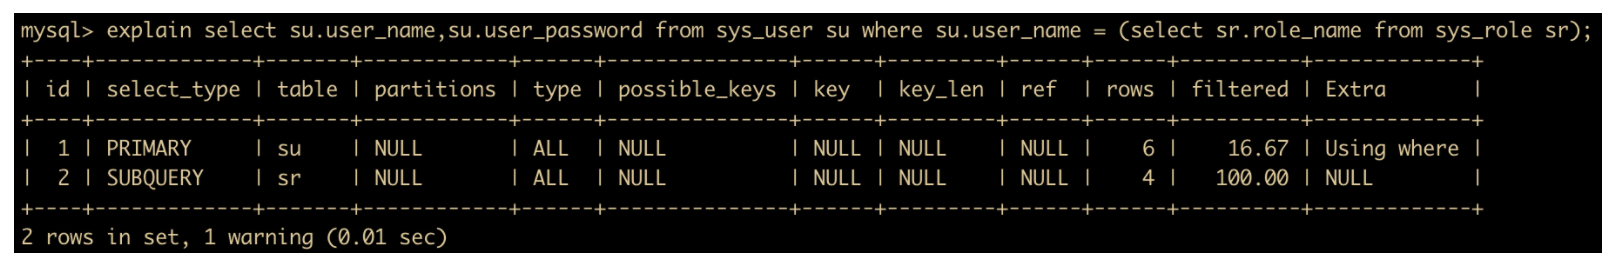 mysql> explain select su.user_name,su.user_password from sys_user su where su.user_name = (select sr.role_name from sys_role sr);
+----+-------------+-------+------------+------+---------------+------+---------+------+------+----------+-------------+
| id | select_type | table | partitions | type | possible_keys | key  | key_len | ref  | rows | filtered | Extra       |
+----+-------------+-------+------------+------+---------------+------+---------+------+------+----------+-------------+
|  1 | PRIMARY     | su    | NULL       | ALL  | NULL          | NULL | NULL    | NULL |    6 |    16.67 | Using where |
|  2 | SUBQUERY    | sr    | NULL       | ALL  | NULL          | NULL | NULL    | NULL |    4 |   100.00 | NULL        |
+----+-------------+-------+------------+------+---------------+------+---------+------+------+----------+-------------+
2 rows in set, 1 warning (0.01 sec)